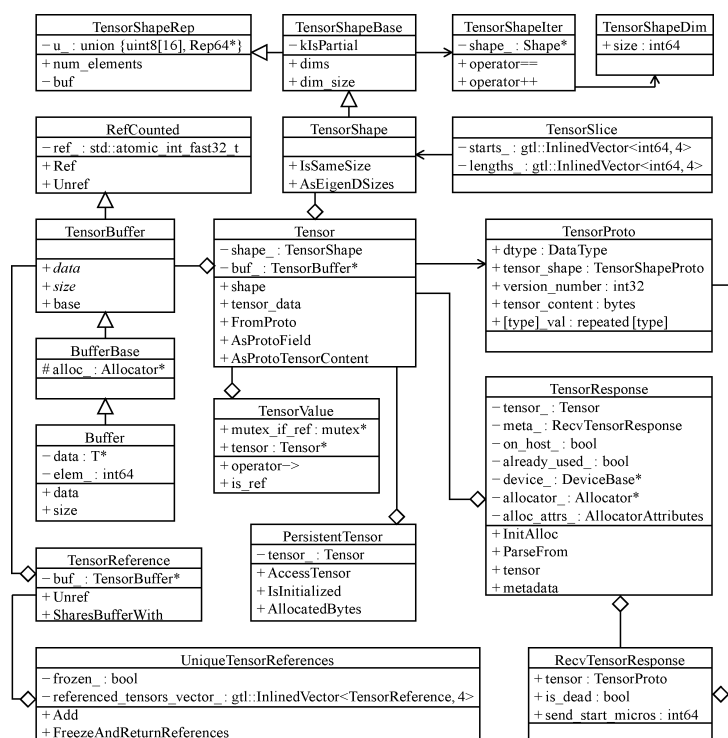 TensorShapeRep
− u_ : union {uint8[16], Rep64*}
+ num_elements
− buf
TensorShapeBase
− kIsPartial
+ dims
+ dim_size
TensorShapeIter
− shape_ : Shape*
+ operator==
+ operator++
TensorShapeDim
+ size : int64
RefCounted
− ref_ : std::atomic_int_fast32_t
+ Ref
+ Unref
TensorShape
+ IsSameSize
+ AsEigenDSizes
TensorSlice
− starts_ : gtl::InlinedVector<int64, 4>
− lengths_ : gtl::InlinedVector<int64, 4>
TensorBuffer
+ data
+ size
+ base
Tensor
− shape_ : TensorShape
− buf_ : TensorBuffer*
+ shape
+ tensor_data
+ FromProto
+ AsProtoField
+ AsProtoTensorContent
TensorProto
+ dtype : DataType
+ tensor_shape : TensorShapeProto
+ version_number : int32
+ tensor_content : bytes
+ [type]_val : repeated [type]
BufferBase
# alloc_ : Allocator*
Buffer
− data : T*
− elem_ : int64
+ data
+ size
TensorValue
+ mutex_if_ref : mutex*
+ tensor : Tensor*
+ operator−>
+ is_ref
TensorResponse
− tensor_ : Tensor
− meta_ : RecvTensorResponse
− on_host_ : bool
− already_used_ : bool
− device_ : DeviceBase*
− allocator_ : Allocator*
− alloc_attrs_ : AllocatorAttributes
+ InitAlloc
+ ParseFrom
+ tensor
+ metadata
PersistentTensor
− tensor_ : Tensor
+ AccessTensor
+ IsInitialized
+ AllocatedBytes
TensorReference
− buf_ : TensorBuffer*
+ Unref
+ SharesBufferWith
UniqueTensorReferences
− frozen_ : bool
− referenced_tensors_vector_ : gtl::InlinedVector<TensorReference, 4>
+ Add
+ FreezeAndReturnReferences
RecvTensorResponse
+ tensor : TensorProto
+ is_dead : bool
+ send_start_micros : int64